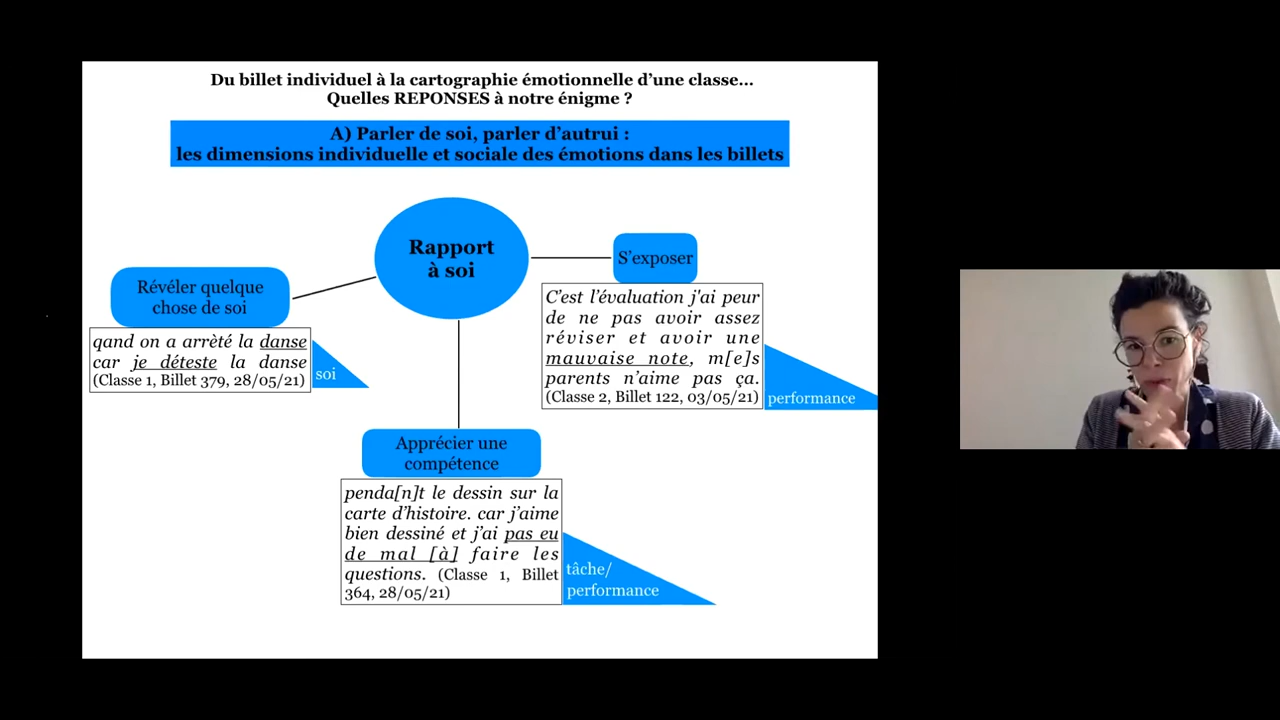 Du billet individuel à la cartographie émotionnelle d'une classe...
Quelles REPONSES à notre énigme ?
A) Parler de soi, parler d'autrui :
les dimensions individuelle et sociale des émotions dans les billets
Rapport
à soi
Révéler quelque
chose de soi
qand on a arrèté la danse
car je déteste la danse
(Classe 1, Billet 379, 28/05/21)
soi
S'exposer
C'est l'évaluation j'ai peur
de ne pas avoir assez
réviser et avoir une
mauvaise note, m[e]s
parents n'aime pas ça.
(Classe 2, Billet 122, 03/05/21)
performance
Apprécier une
compétence
penda[n]t le dessin sur la
carte d'histoire. car j'aime
bien dessiné et j'ai pas eu
de mal [à] faire les
questions. (Classe 1, Billet
364, 28/05/21)
tâche/
performance